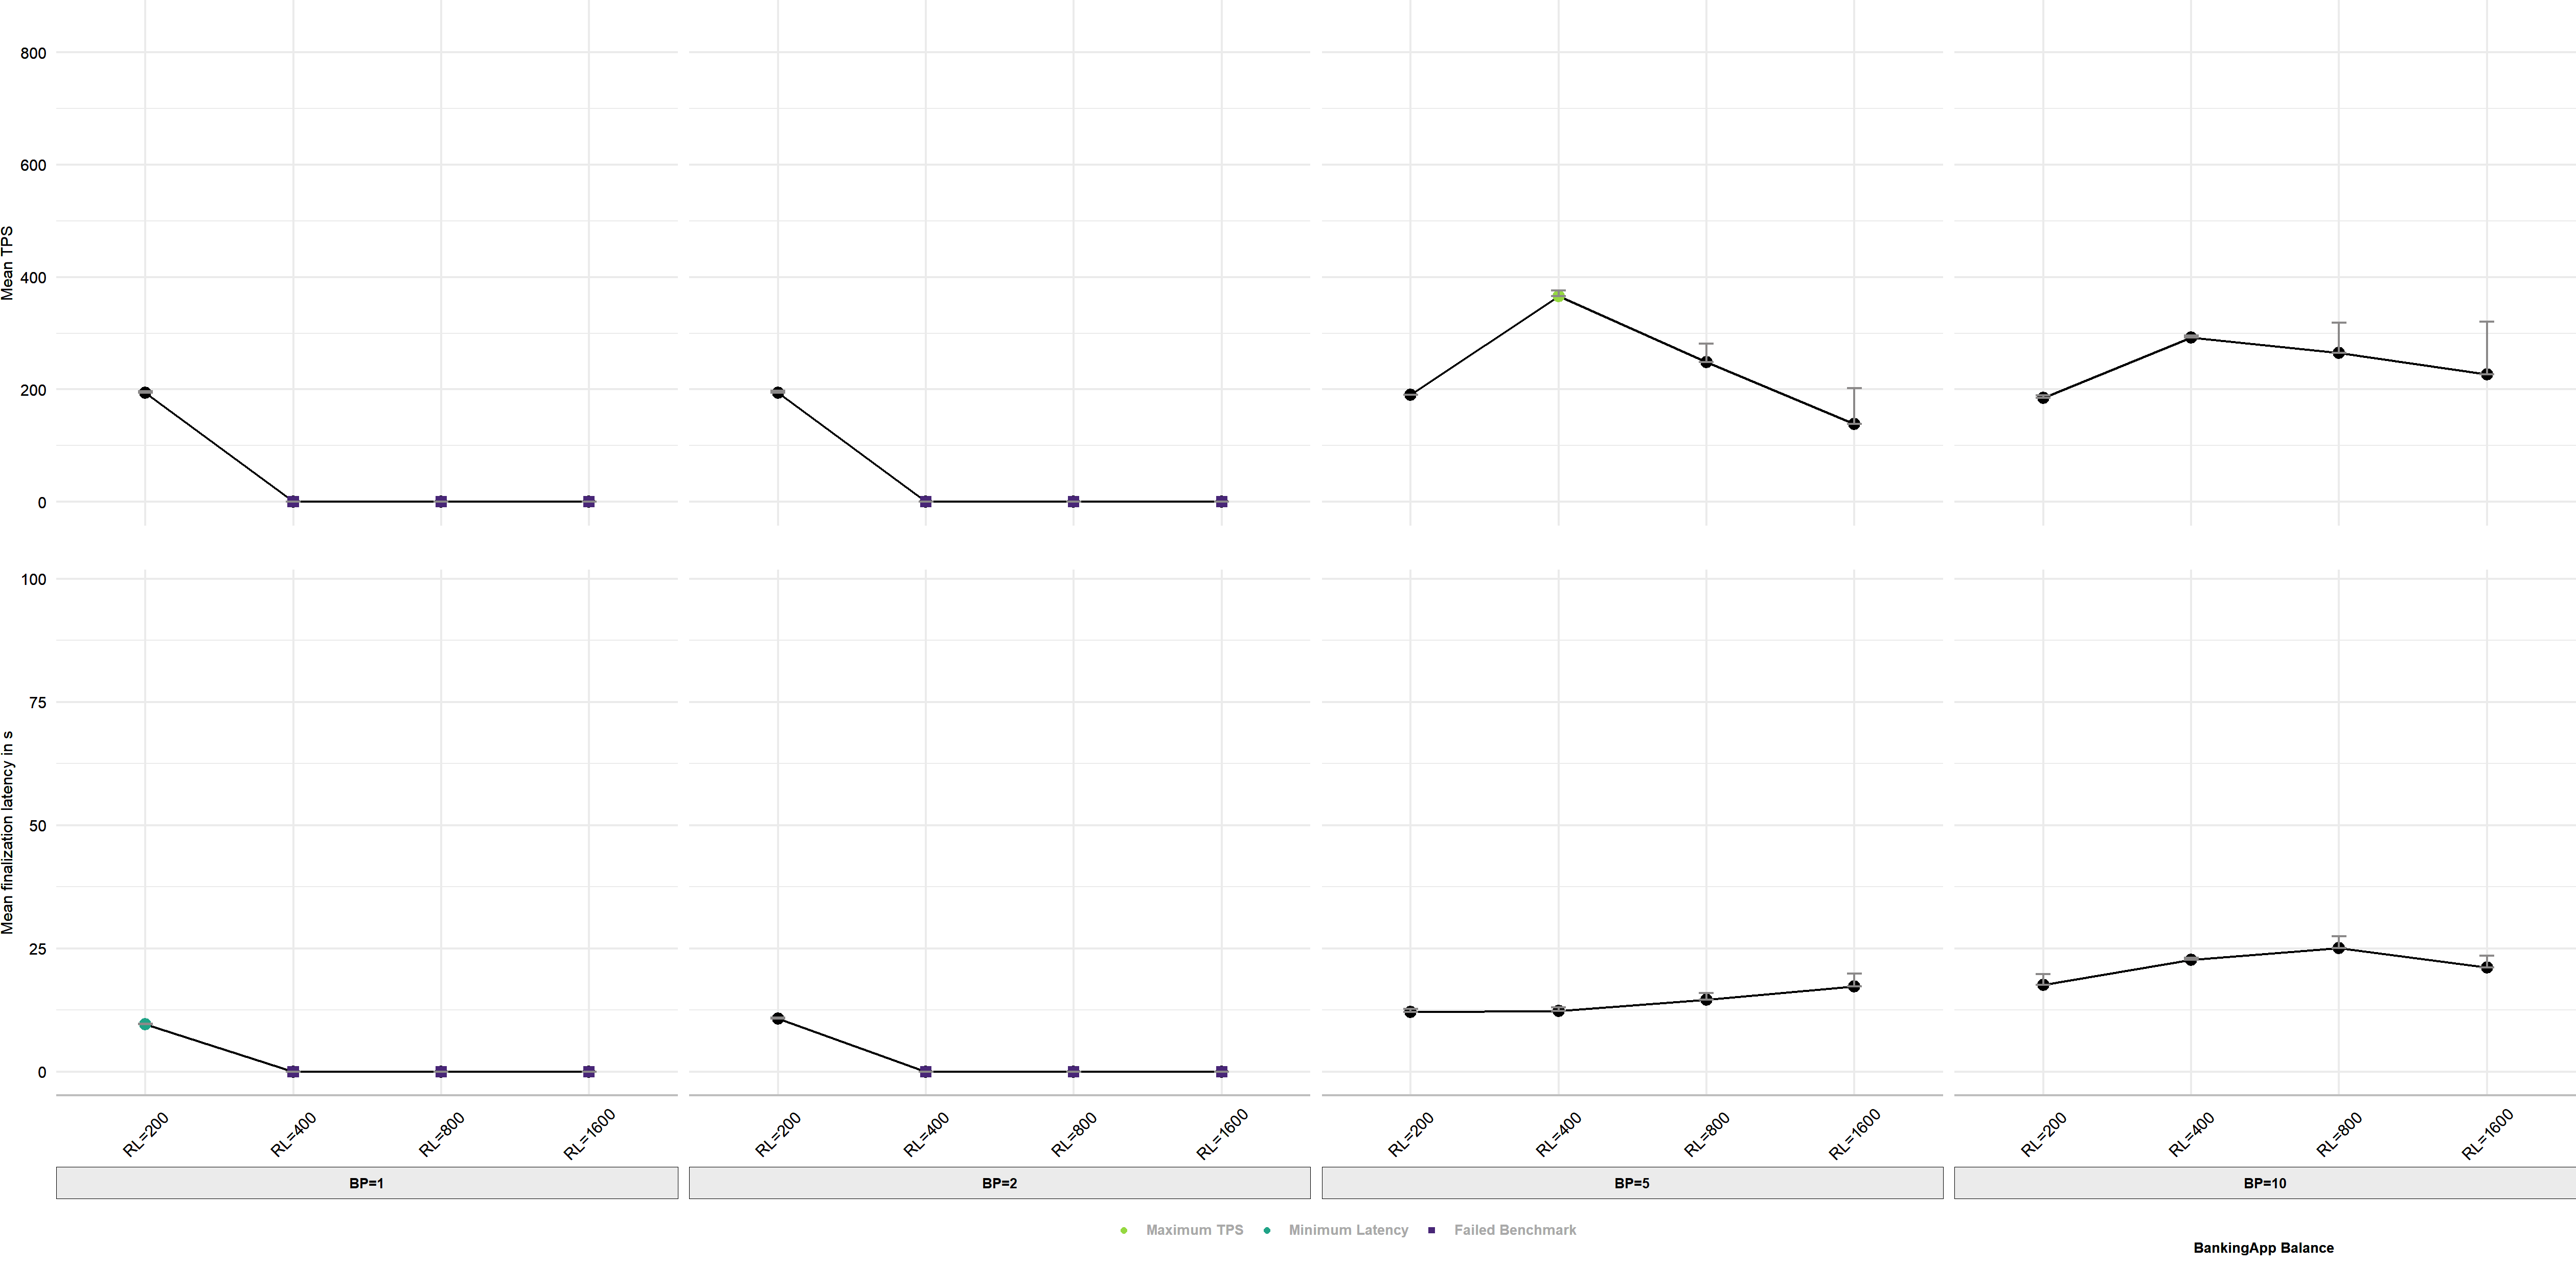 800
600
400
200
0
Mean TPS
100
75
50
25
0
Mean finalization latency in s
RL=200 RL=400 RL=800 RL=1600 RL=200 RL=400 RL=800 RL=1600 RL=200 RL=400 RL=800 RL=1600 RL=200 RL=400 RL=800 RL=1600
BP=1 BP=2 BP=5 BP=10
Maximum TPS Minimum Latency Failed Benchmark
BankingApp Balance